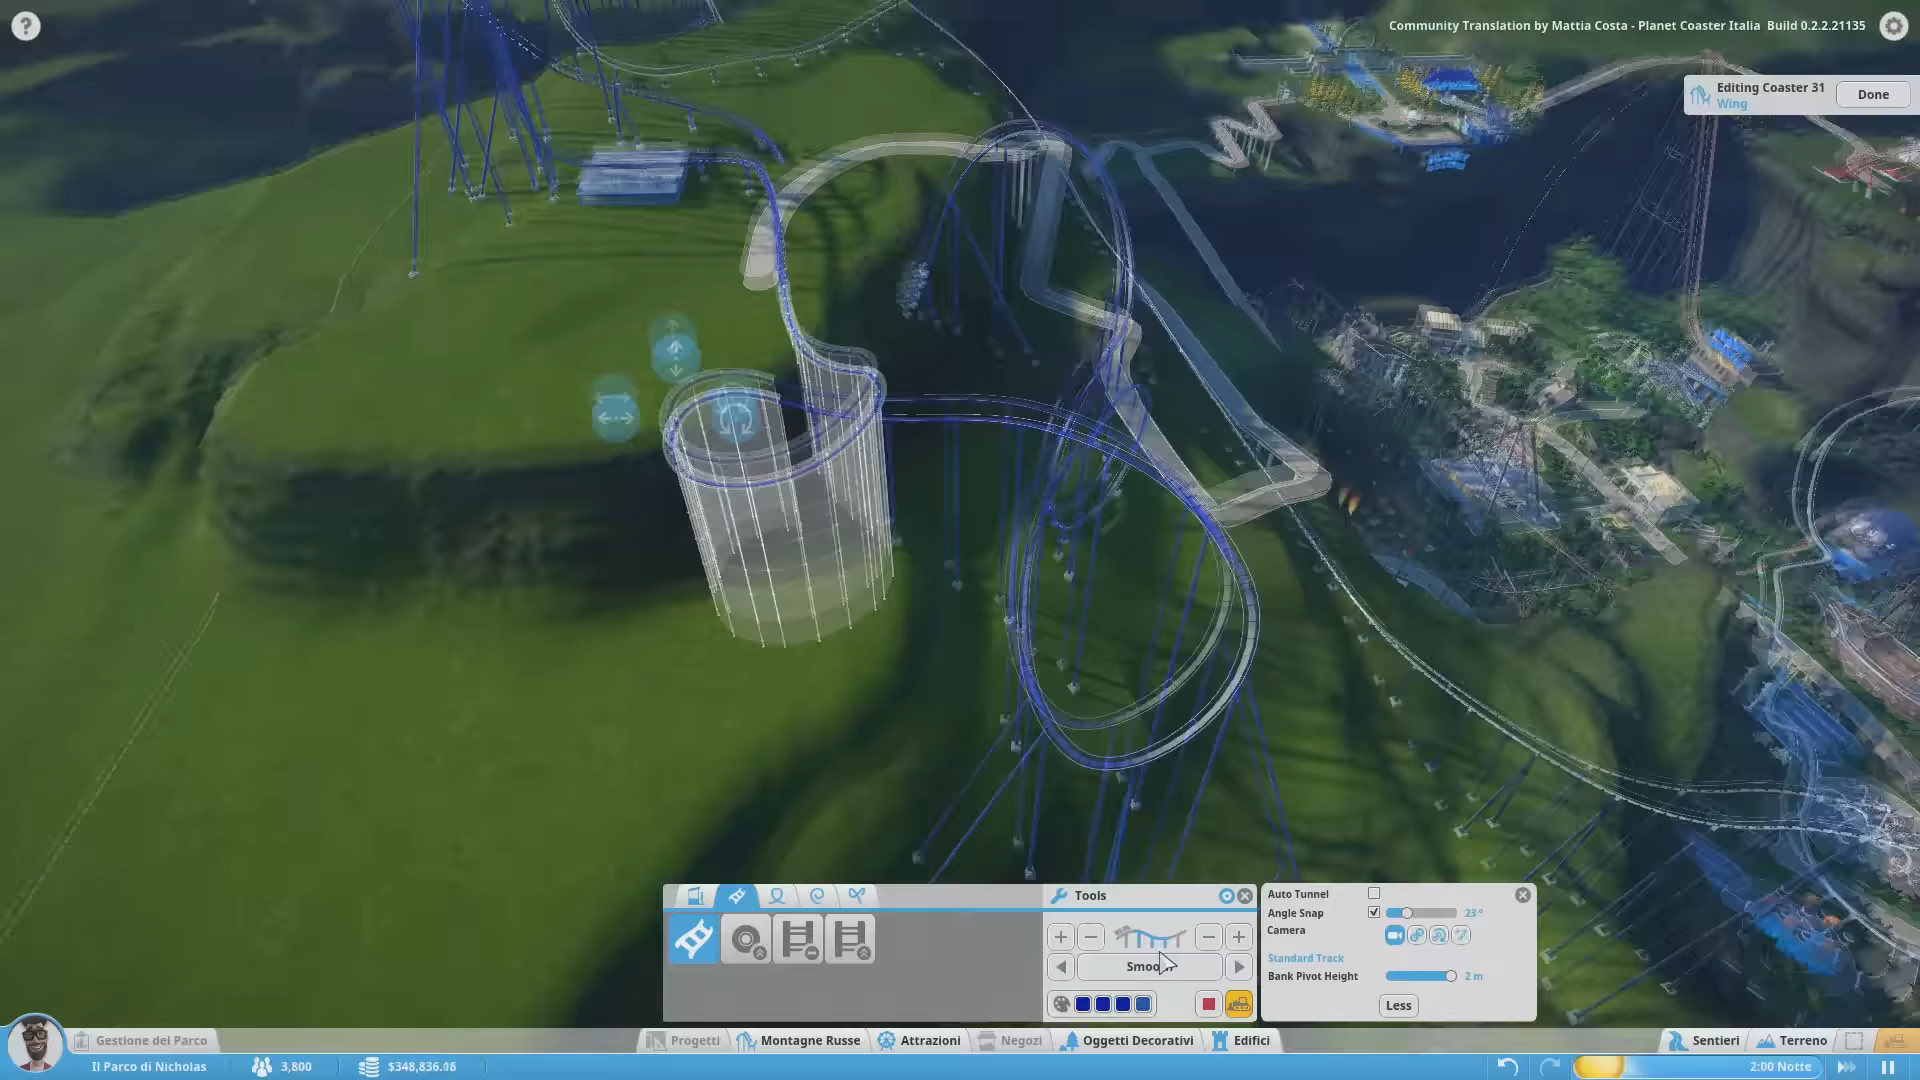 ?
Community Translation by Mattia Costa - Planet Coaster Italia Build 0.2.2.21135
Editing Coaster 31
Wing
Done
Tools
Smooth
Auto Tunnel
Angle Snap
23 °
Camera
Standard Track
Bank Pivot Height
2 m
Less
Gestione del Parco
Progetti
Montagne Russe
Attrazioni
Negozi
Oggetti Decorativi
Edifici
Sentieri
Terreno
Il Parco di Nicholas
3,800
$348,836.16
2:00 Notte